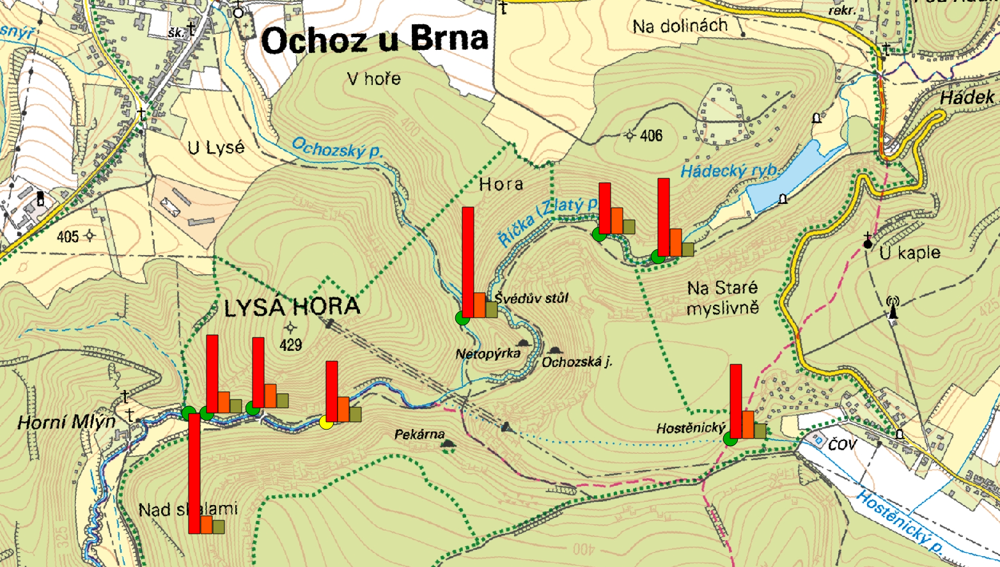 rekr.
snýř
šk.
Ochoz u Brna
Na dolinách
V hoře
Hádek
400
406
U Lysé
Ochozský p.
Hádecký ryb.
Hora
Říčka (Zlatý p
405
U kaple
Na Staré
myslivně
Švédův stůl
LYSÁ HORA
429
425
Netopýrka
Ochozská j.
Horní Mlýn
Pekárna
Hostěnický
ČOV
Nad skalami
Hostěnický p.
325
400